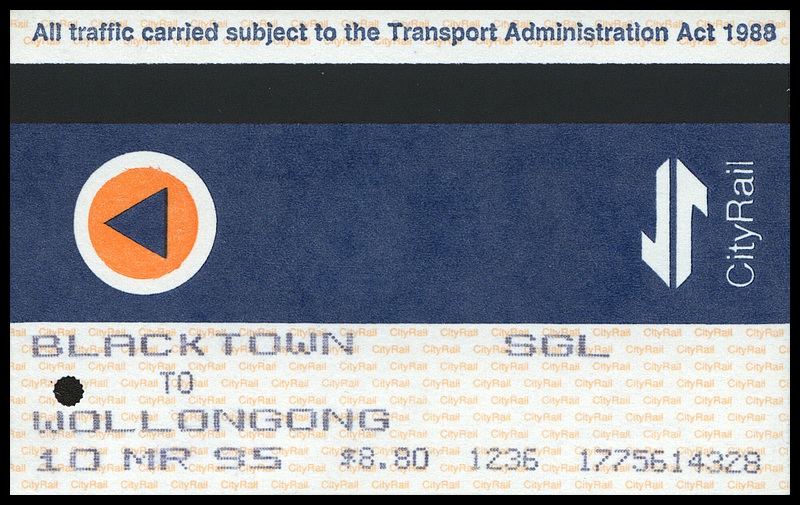 All traffic carried subject to the Transport Administration Act 1988
CityRail
BLACKTOWN SGL
TO
WOLLONGONG
10 MR 95 $8.80 1236 1775614328